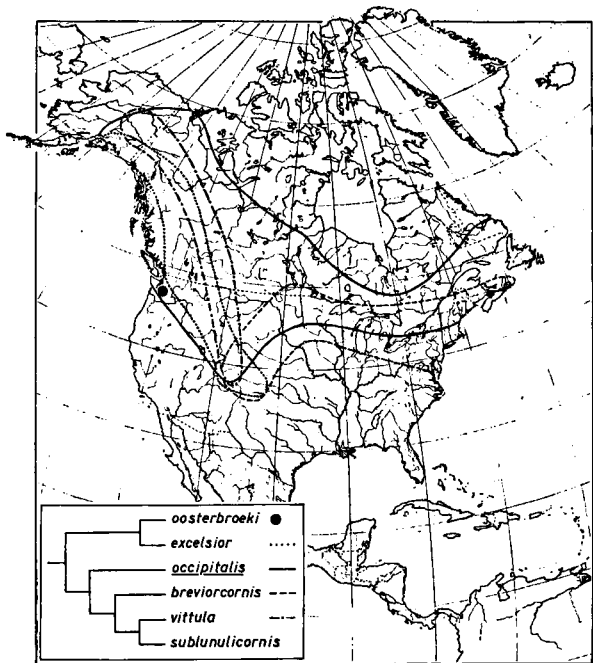 oosterbroeki
excelsior
occipitalis
breviorcornis
vittula
sublunulicornis